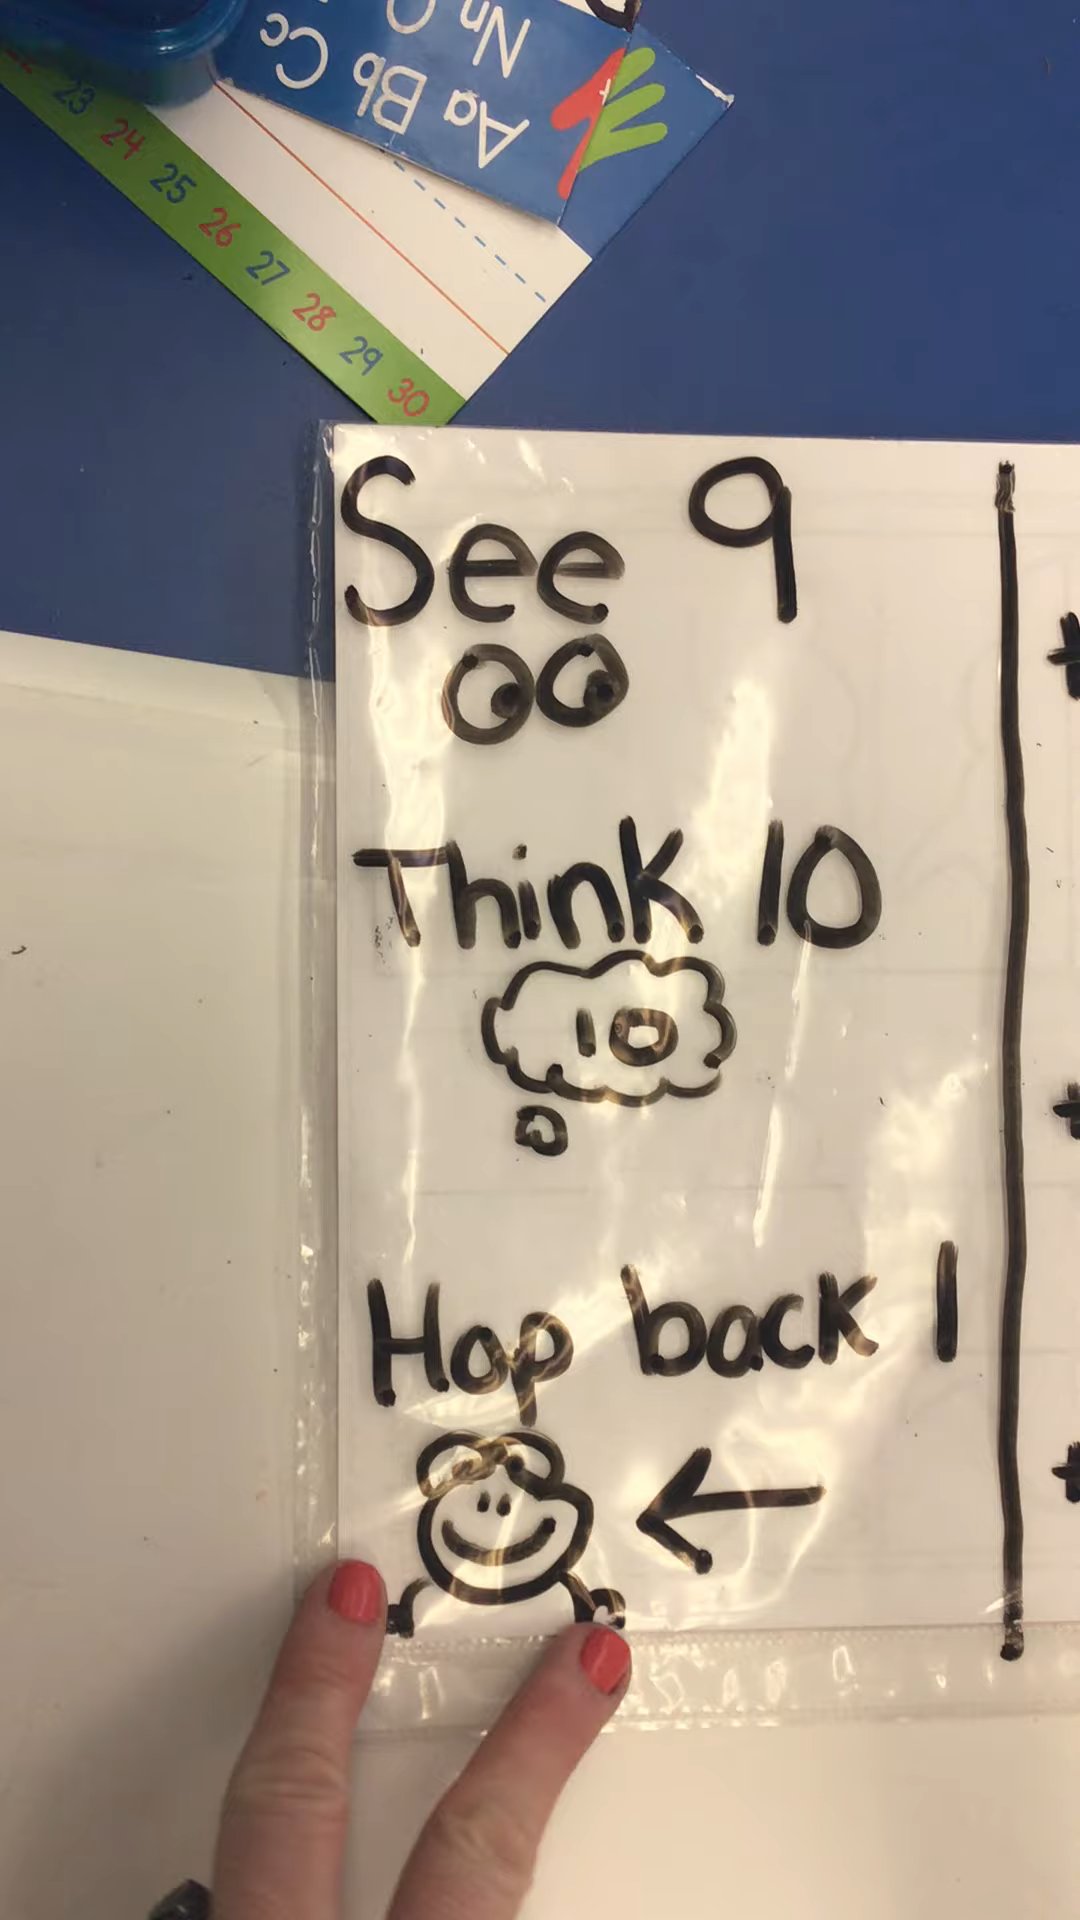 Aa Bb Cc
Nn
23 24 25 26 27 28 29 30
See 9
Think 10
10
Hop back 1
+
+
+